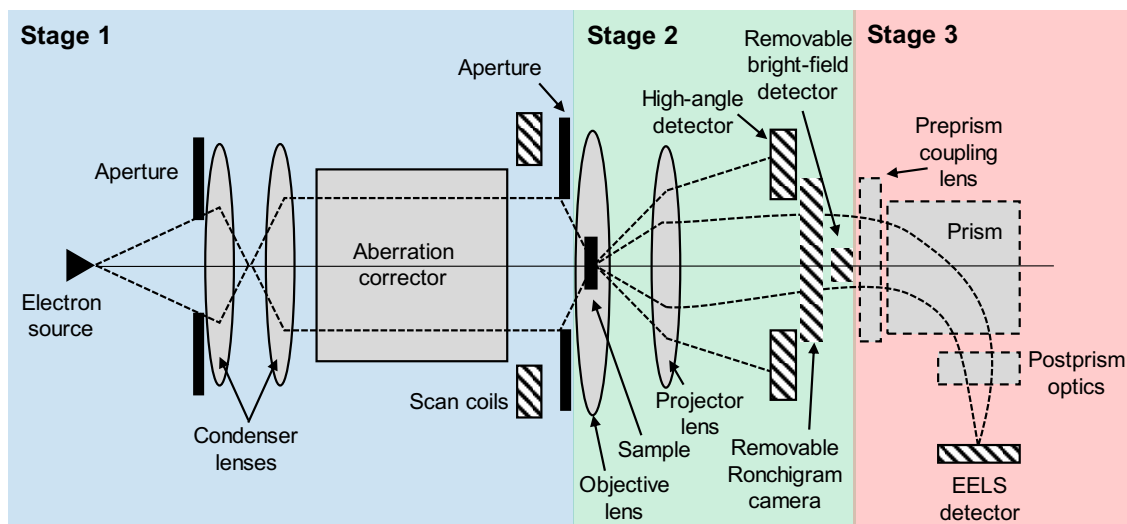 Stage 1
Stage 2
Stage 3
Aperture
Removable
bright-field
detector
High-angle
detector
Preprism
coupling
lens
Aperture
Aberration
corrector
Prism
Electron
source
Scan coils
Condenser
lenses
Sample
Objective
lens
Projector
lens
Removable
Ronchigram
camera
Postprism
optics
EELS
detector